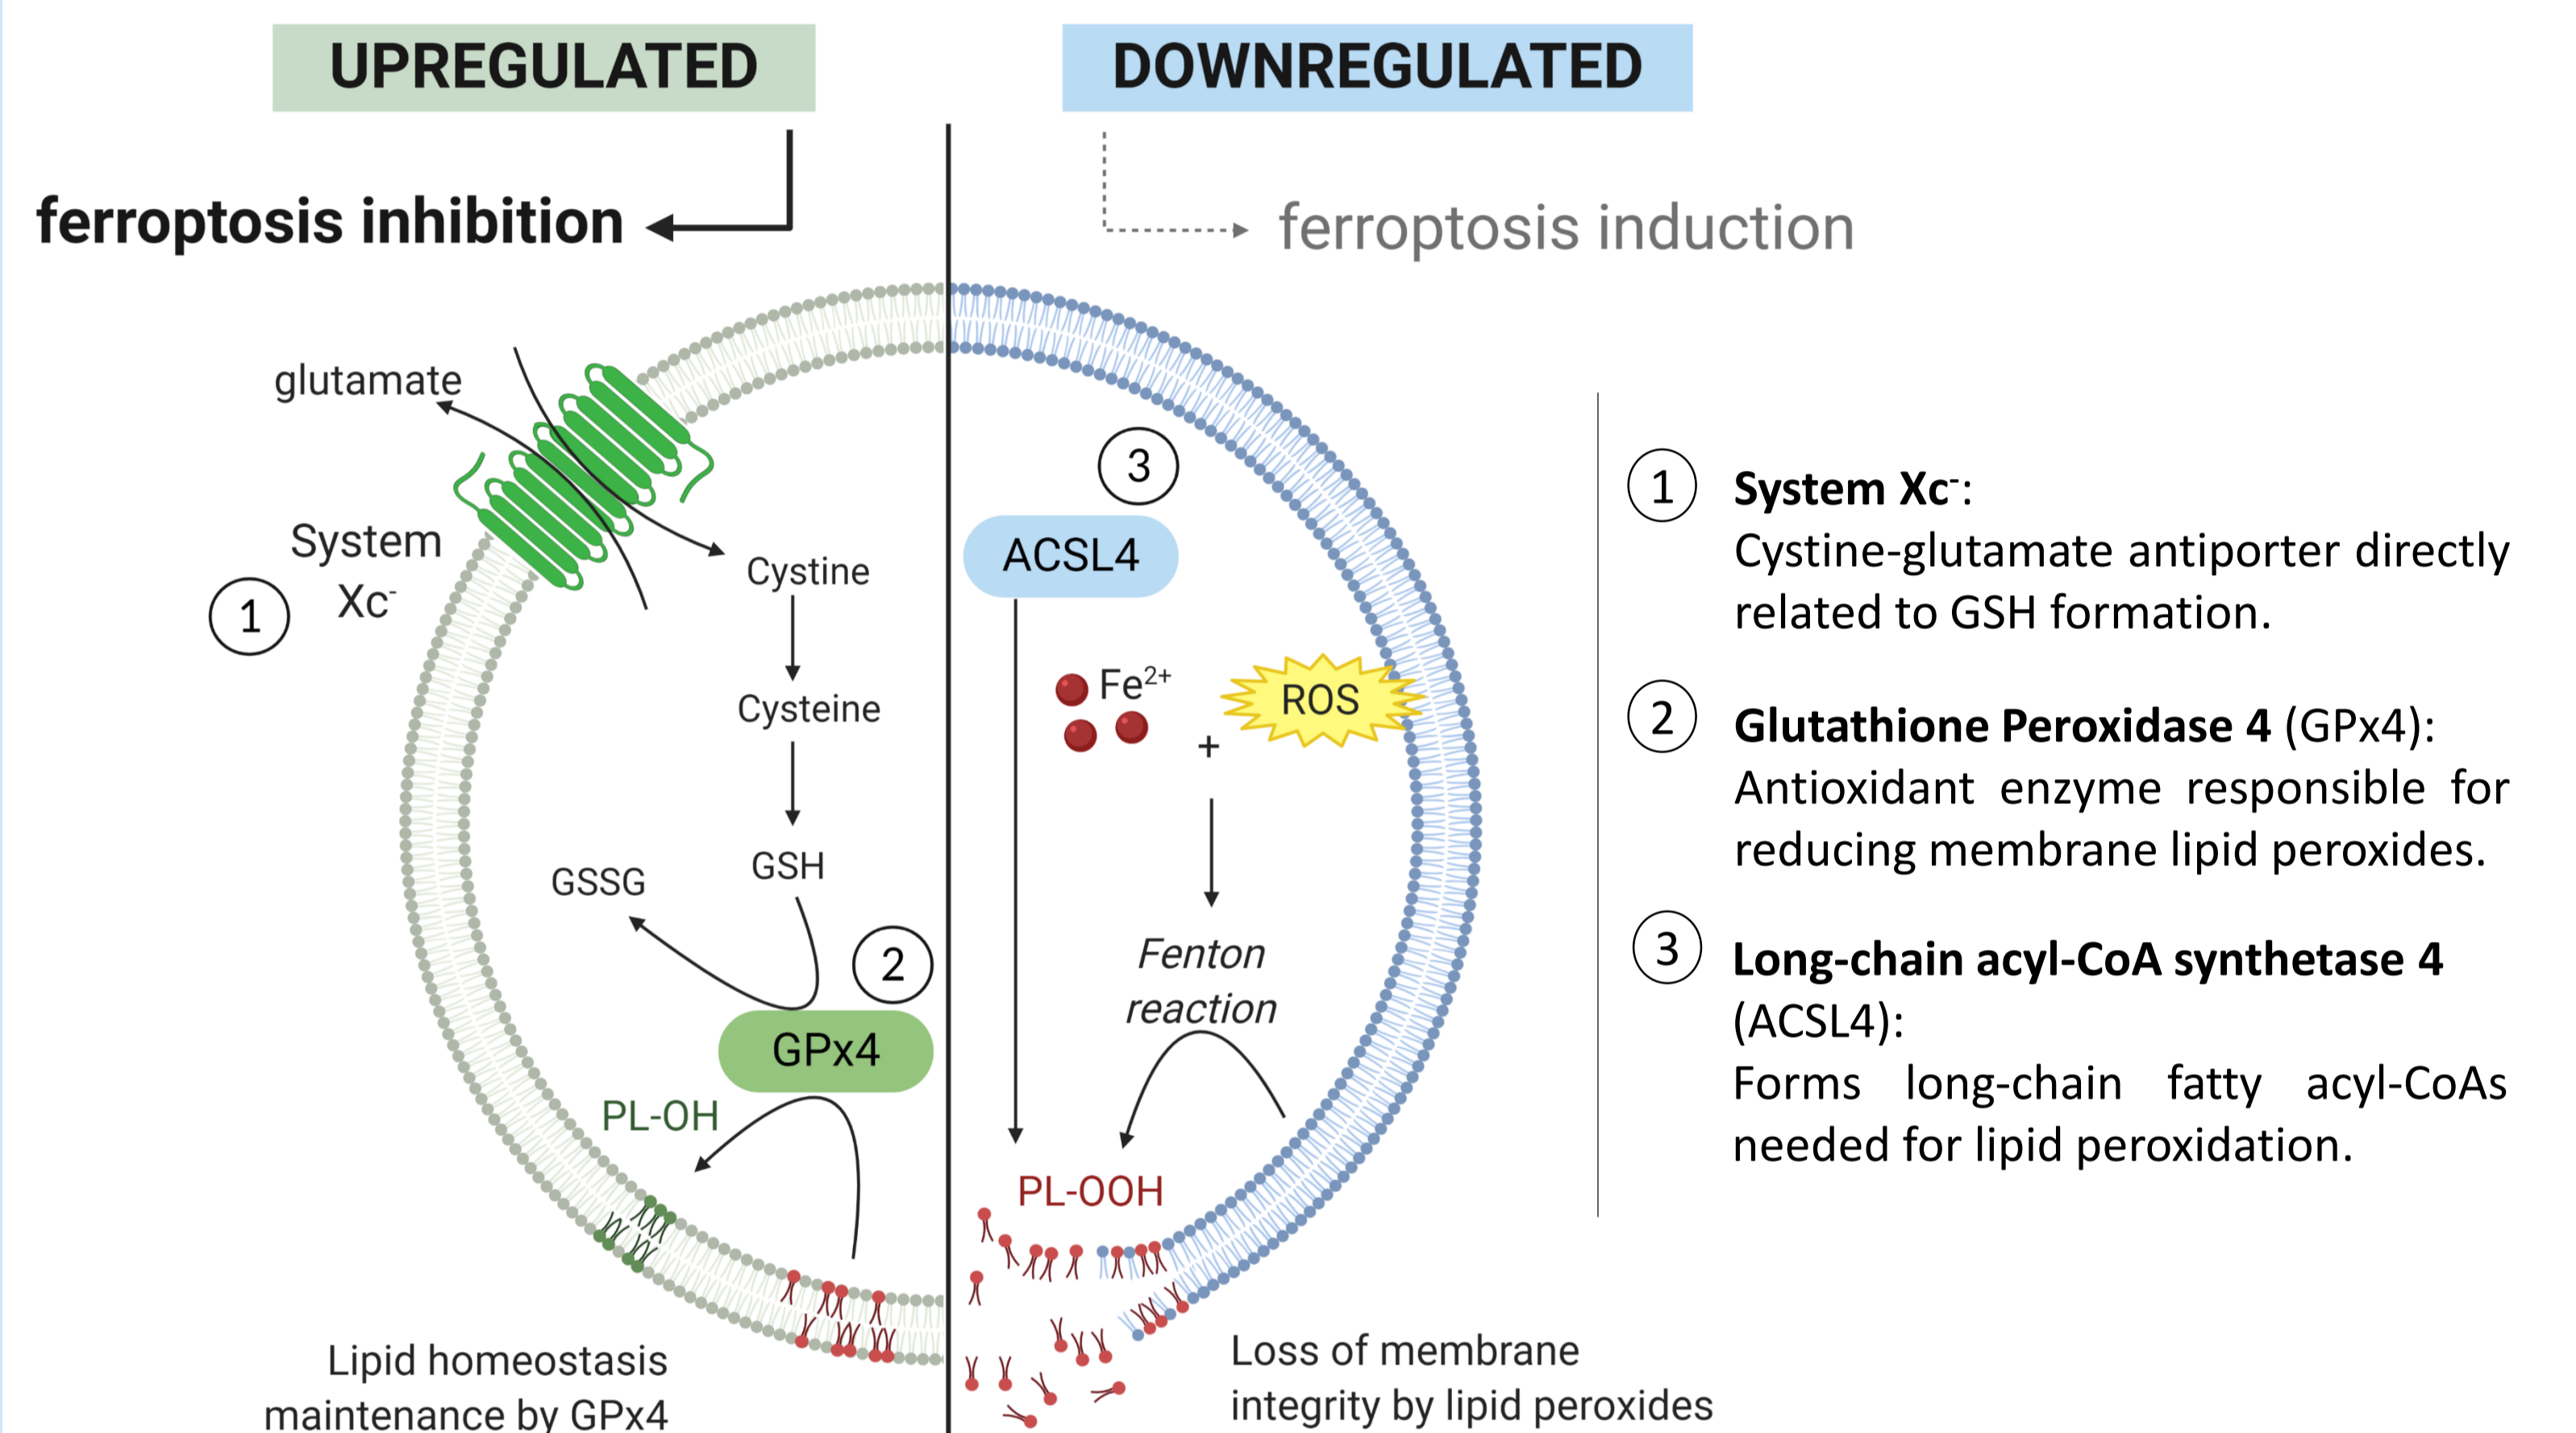 UPREGULATED
DOWNREGULATED
ferroptosis inhibition
ferroptosis induction
glutamate
System
Xc⁻
1
Cystine
Cysteine
GSH
GSSG
2
GPx4
PL-OH
Lipid homeostasis
maintenance by GPx4
3
ACSL4
Fe²⁺
ROS
+
Fenton
reaction
PL-OOH
Loss of membrane
integrity by lipid peroxides
1 System Xc⁻:
Cystine-glutamate antiporter directly
related to GSH formation.
2 Glutathione Peroxidase 4 (GPx4):
Antioxidant enzyme responsible for
reducing membrane lipid peroxides.
3 Long-chain acyl-CoA synthetase 4
(ACSL4):
Forms long-chain fatty acyl-CoAs
needed for lipid peroxidation.